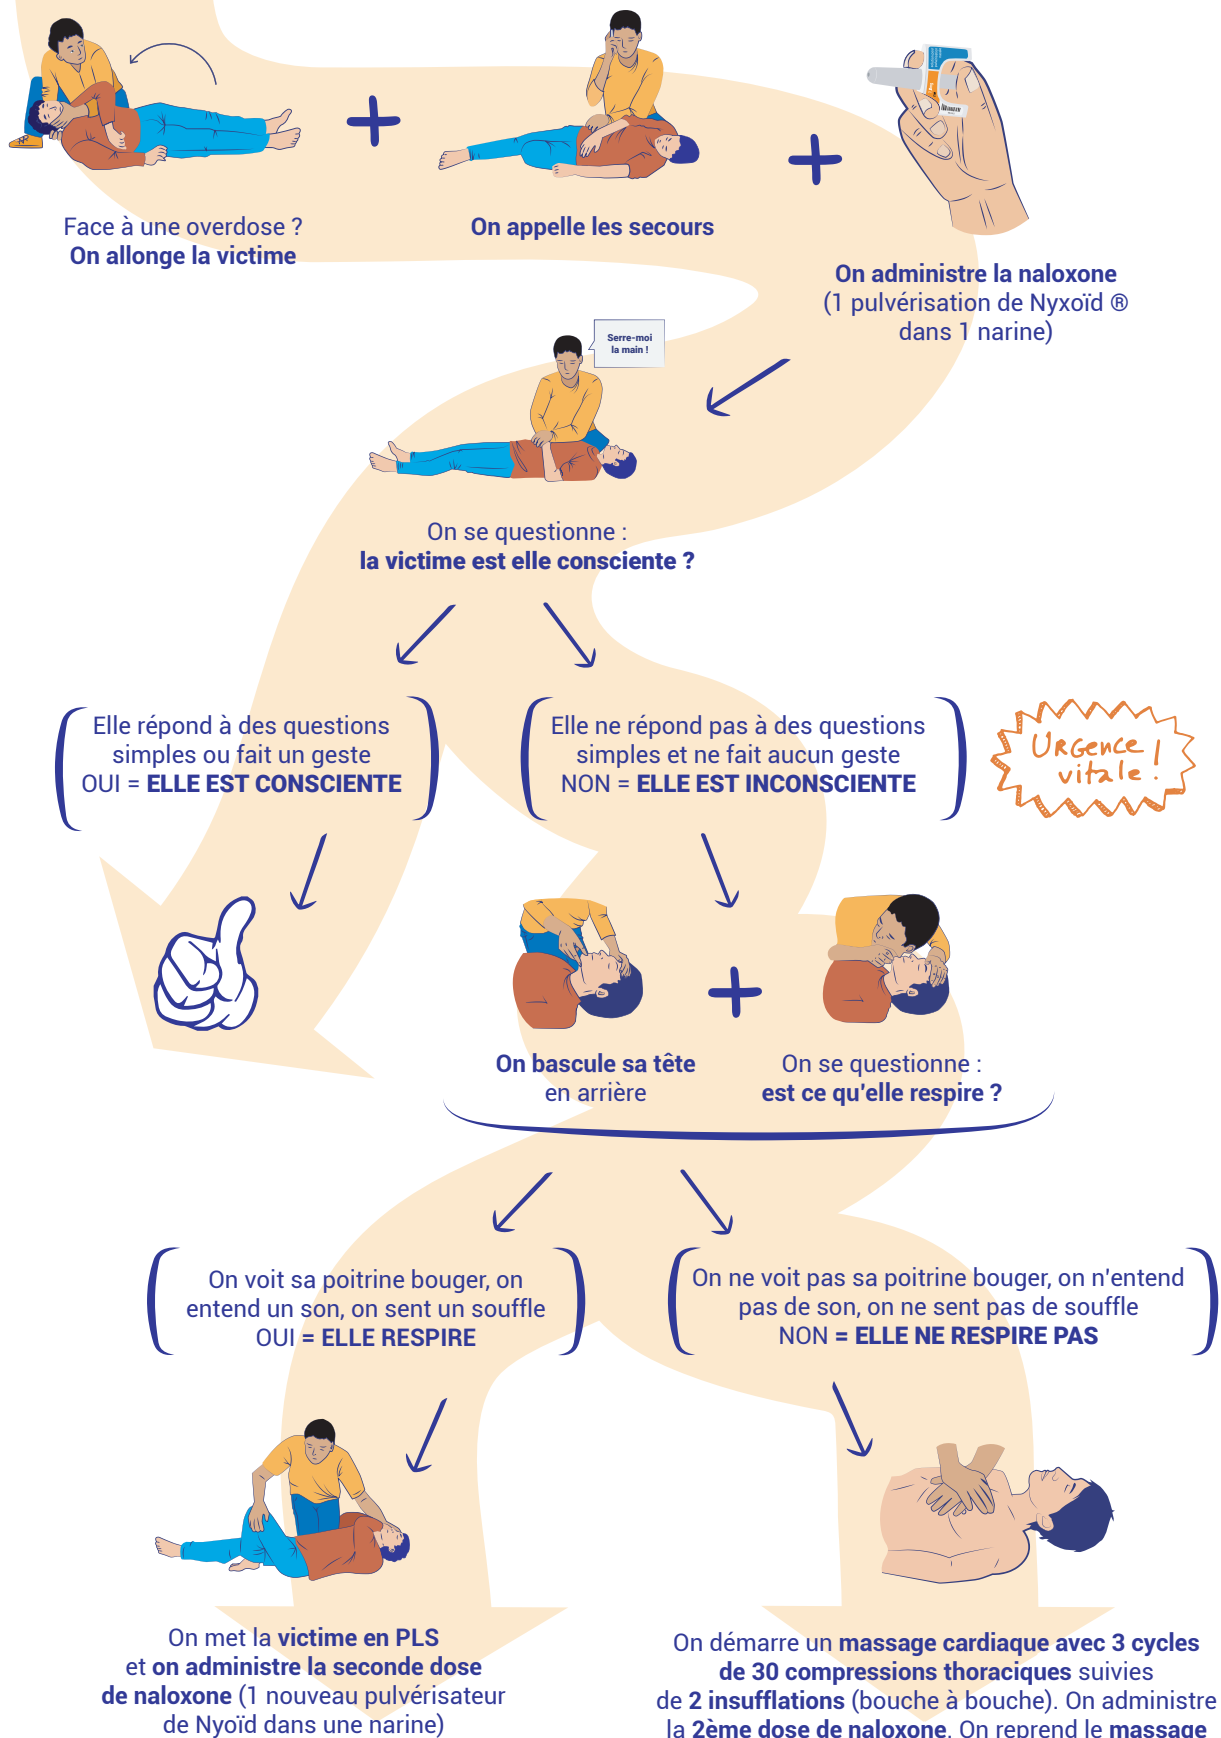 Face à une overdose ?
On allonge la victime
On appelle les secours
On administre la naloxone
(1 pulvérisation de Nyxoïd ®
dans 1 narine)
Serre-moi
la main !
On se questionne :
la victime est elle consciente ?
Elle répond à des questions
simples ou fait un geste
OUI = ELLE EST CONSCIENTE
Elle ne répond pas à des questions
simples et ne fait aucun geste
NON = ELLE EST INCONSCIENTE
URGence !
vitale !
On bascule sa tête
en arrière
On se questionne :
est ce qu'elle respire ?
On voit sa poitrine bouger, on
entend un son, on sent un souffle
OUI = ELLE RESPIRE
On ne voit pas sa poitrine bouger, on n'entend
pas de son, on ne sent pas de souffle
NON = ELLE NE RESPIRE PAS
On met la victime en PLS
et on administre la seconde dose
de naloxone (1 nouveau pulvérisateur
de Nyoïd dans une narine)
On démarre un massage cardiaque avec 3 cycles
de 30 compressions thoraciques suivies
de 2 insufflations (bouche à bouche). On administre
la 2ème dose de naloxone. On reprend le massage